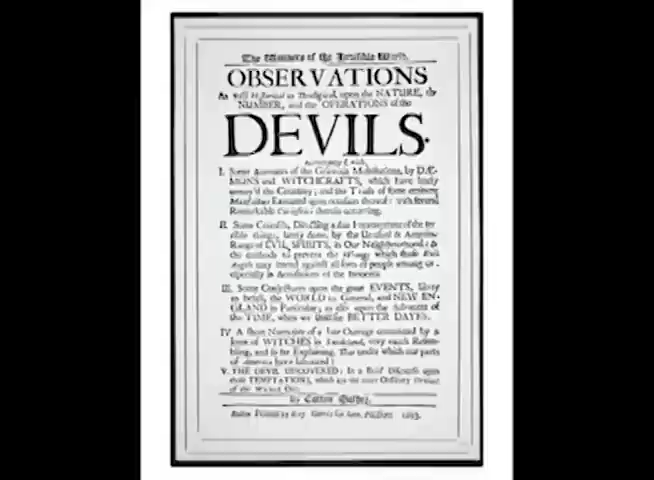 The Wonders of the Invisible World.
OBSERVATIONS
As well Historical as Theological, upon the NATURE, the
NUMBER, and the OPERATIONS of the
DEVILS.
Accompany'd with,
I. Some Accounts of the Grievous Molestations, by DÆ-
MONS and WITCHCRAFTS, which have lately
annoy'd the Countrey; and the Trials of some eminent
Malefactors Executed upon occasion thereof: with several
Remarkable Curiosities therein occurring.
II. Some Counsils, Directing a due Improvement of the ter-
rible things, lately done, by the Unusual & Amazing
Range of EVIL SPIRITS, in Our Neighbourhood: &
the methods to prevent the Wrongs which those Evil
Angels may intend against all sorts of people among us
especially in Accusations of the Innocent.
III. Some Conjectures upon the great EVENTS, likely
to befall, the WORLD in General, and NEW EN-
GLAND in Particular; as also upon the Advances of
the TIME, when we shall see BETTER DAYES.
IV A short Narrative of a late Outrage committed by a
knot of WITCHES in Swedeland, very much Resem-
bling, and so far Explaining, That under which our parts
of America have laboured!
V. THE DEVIL DISCOVERED: In a Brief Discourse upon
those TEMPTATIONS, which are the more Ordinary Devices
of the Wicked One.
By Cotton Mather.
Boston Printed by Benj. Harris for Sam. Phillips. 1693.